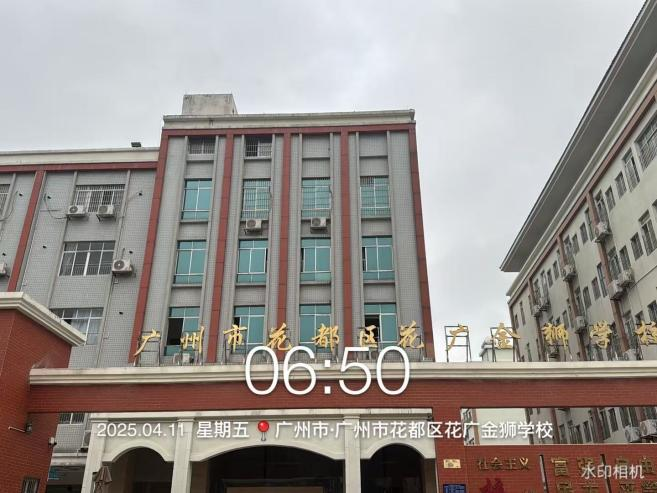 广州市花都区花广金狮学校
06:50
2025.04.11 星期五 广州市·广州市花都区花广金狮学校
社会主义 富强
水印相机